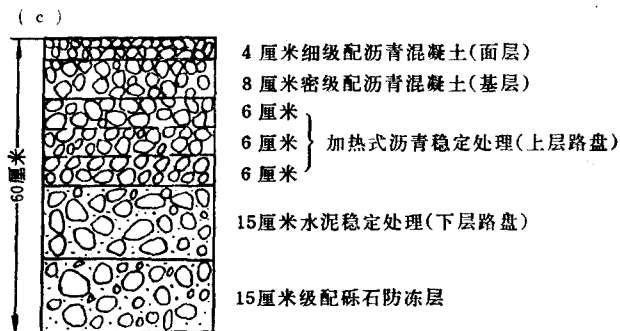 (c)
4厘米细级配沥青混凝土(面层)
8厘米密级配沥青混凝土(基层)
6厘米
6厘米 加热式沥青稳定处理(上层路盘)
6厘米
60厘米
15厘米水泥稳定处理(下层路盘)
15厘米级配砾石防冻层